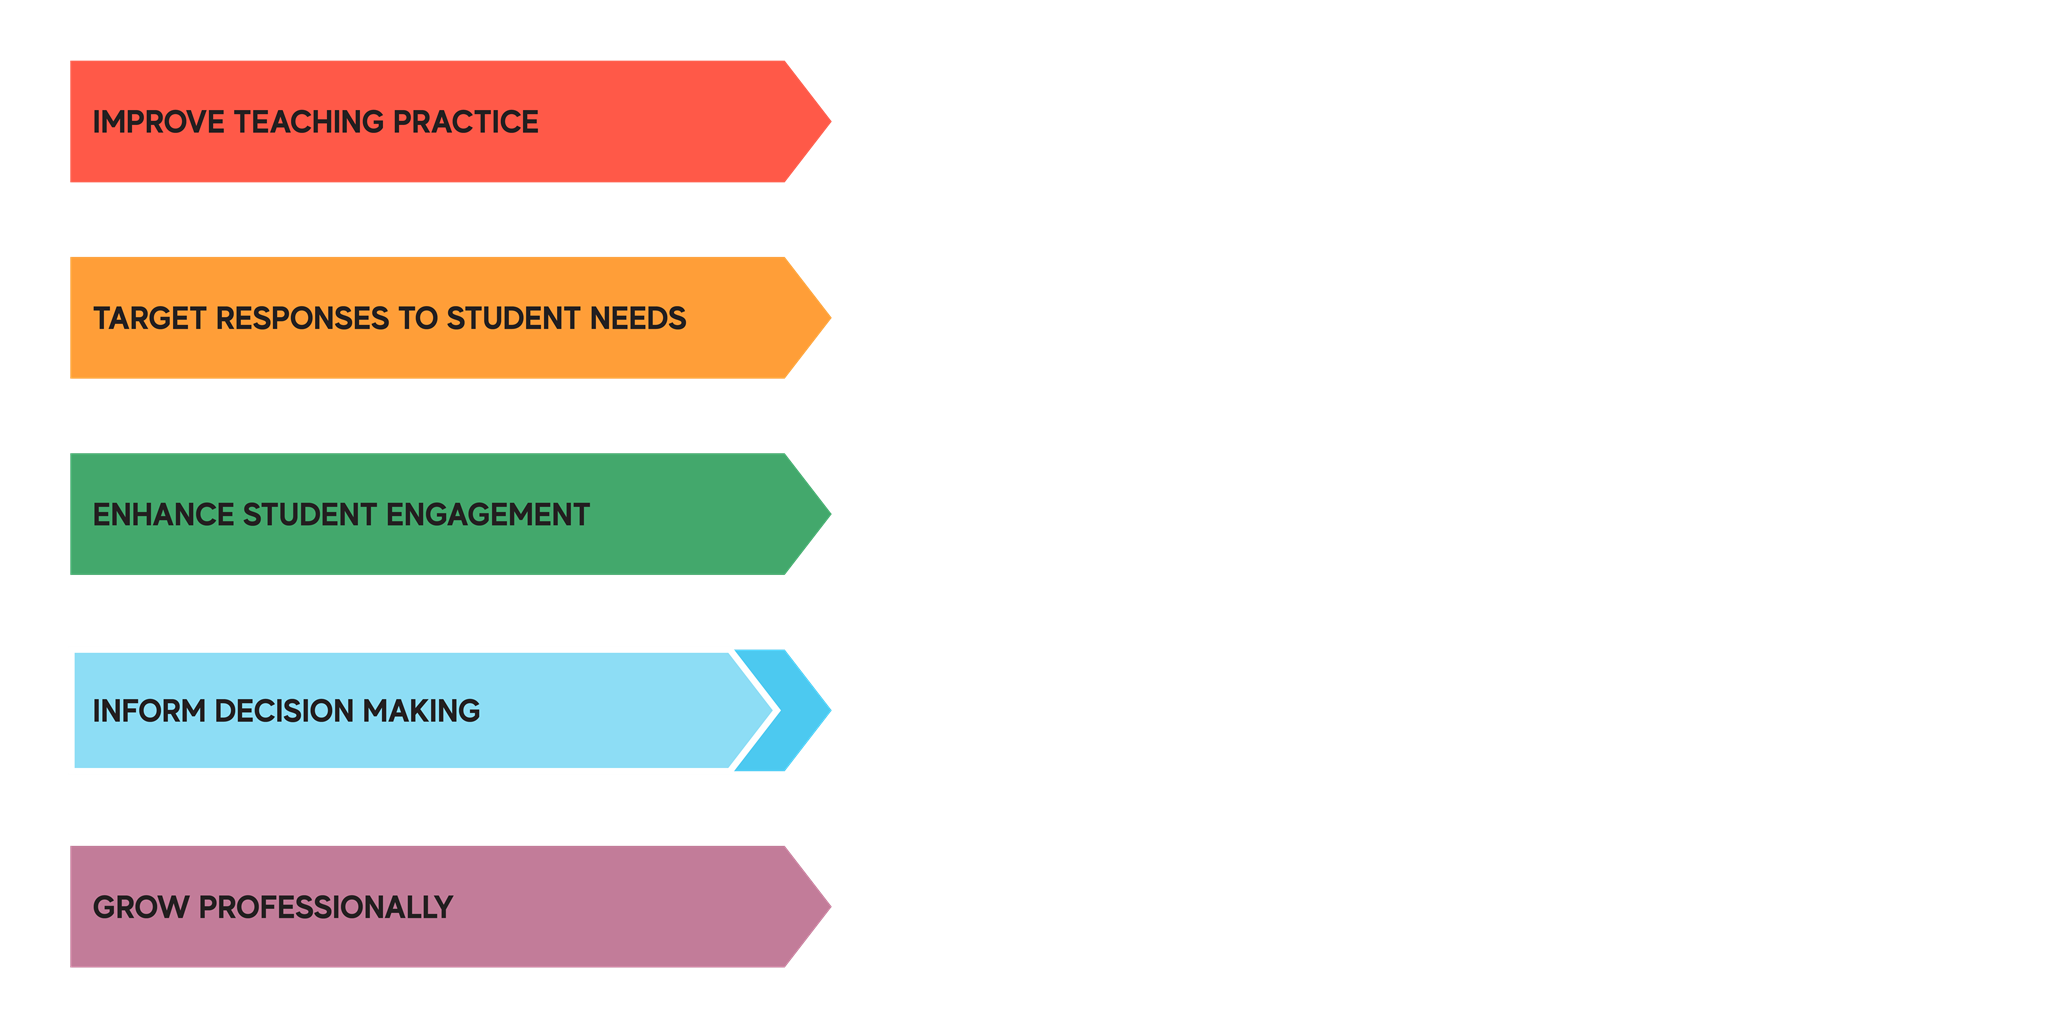 IMPROVE TEACHING PRACTICE
TARGET RESPONSES TO STUDENT NEEDS
ENHANCE STUDENT ENGAGEMENT
INFORM DECISION MAKING
GROW PROFESSIONALLY